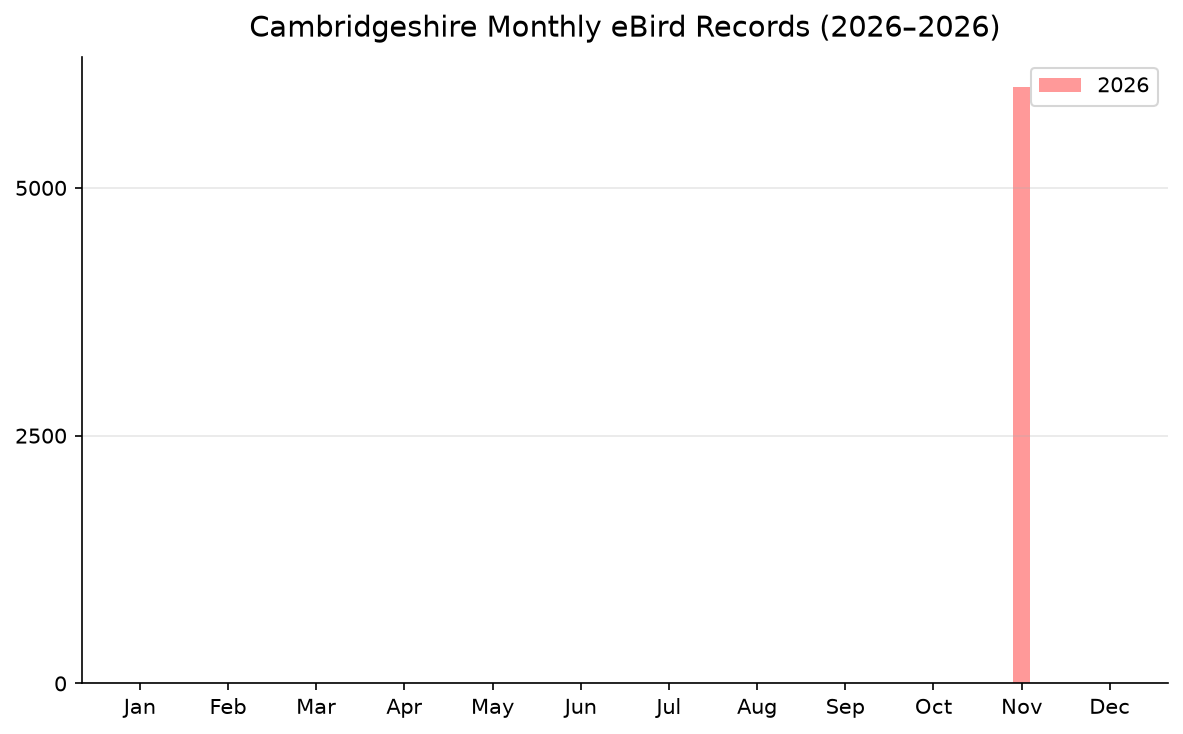 Cambridgeshire Monthly eBird Records (2026–2026)
2026
5000
2500
0
Jan Feb Mar Apr May Jun Jul Aug Sep Oct Nov Dec